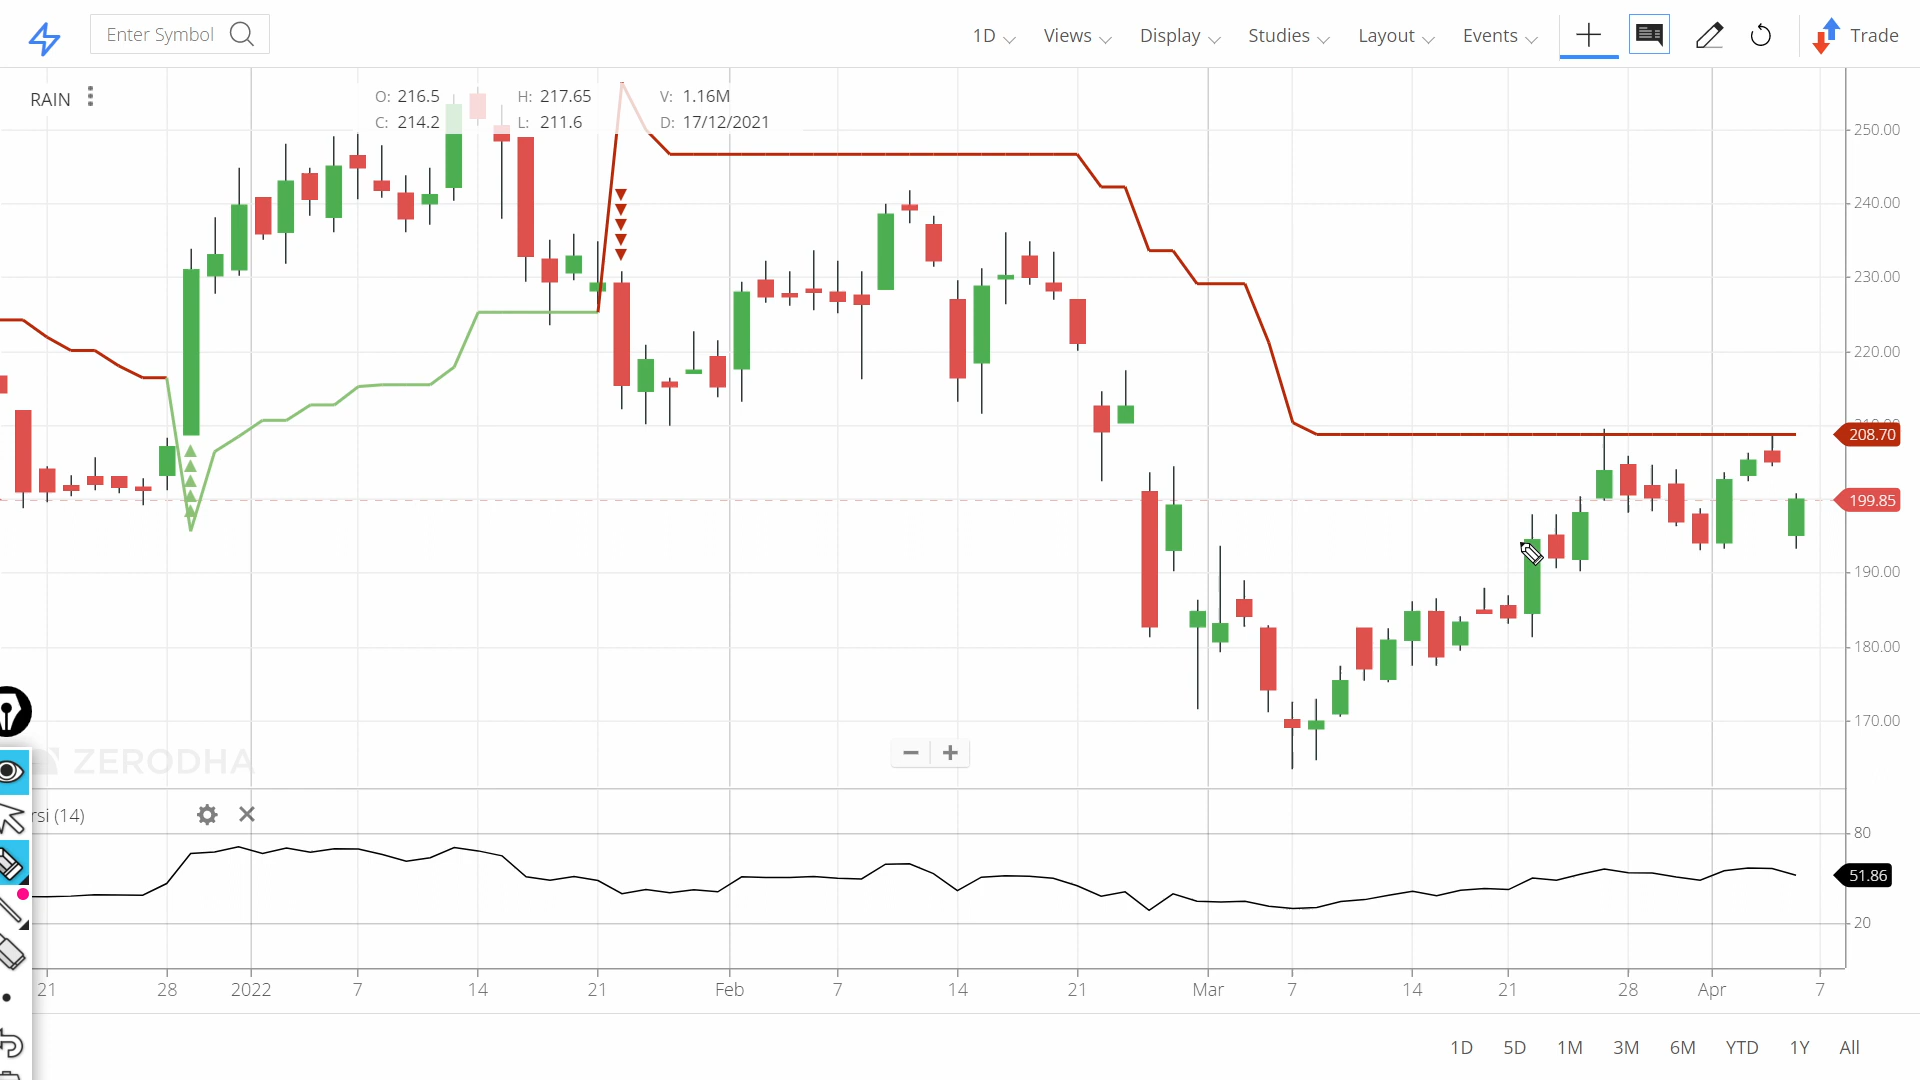 Enter Symbol
1D
Views
Display
Studies
Layout
Events
Trade
RAIN
O: 216.5 H: 217.65 V: 1.16M
C: 214.2 L: 211.6 D: 17/12/2021
250.00
240.00
230.00
220.00
210.00
208.70
199.85
190.00
180.00
170.00
ZERODHA
rsi (14)
80
51.86
20
21 28 2022 7 14 21 Feb 7 14 21 Mar 7 14 21 28 Apr 7
1D 5D 1M 3M 6M YTD 1Y All